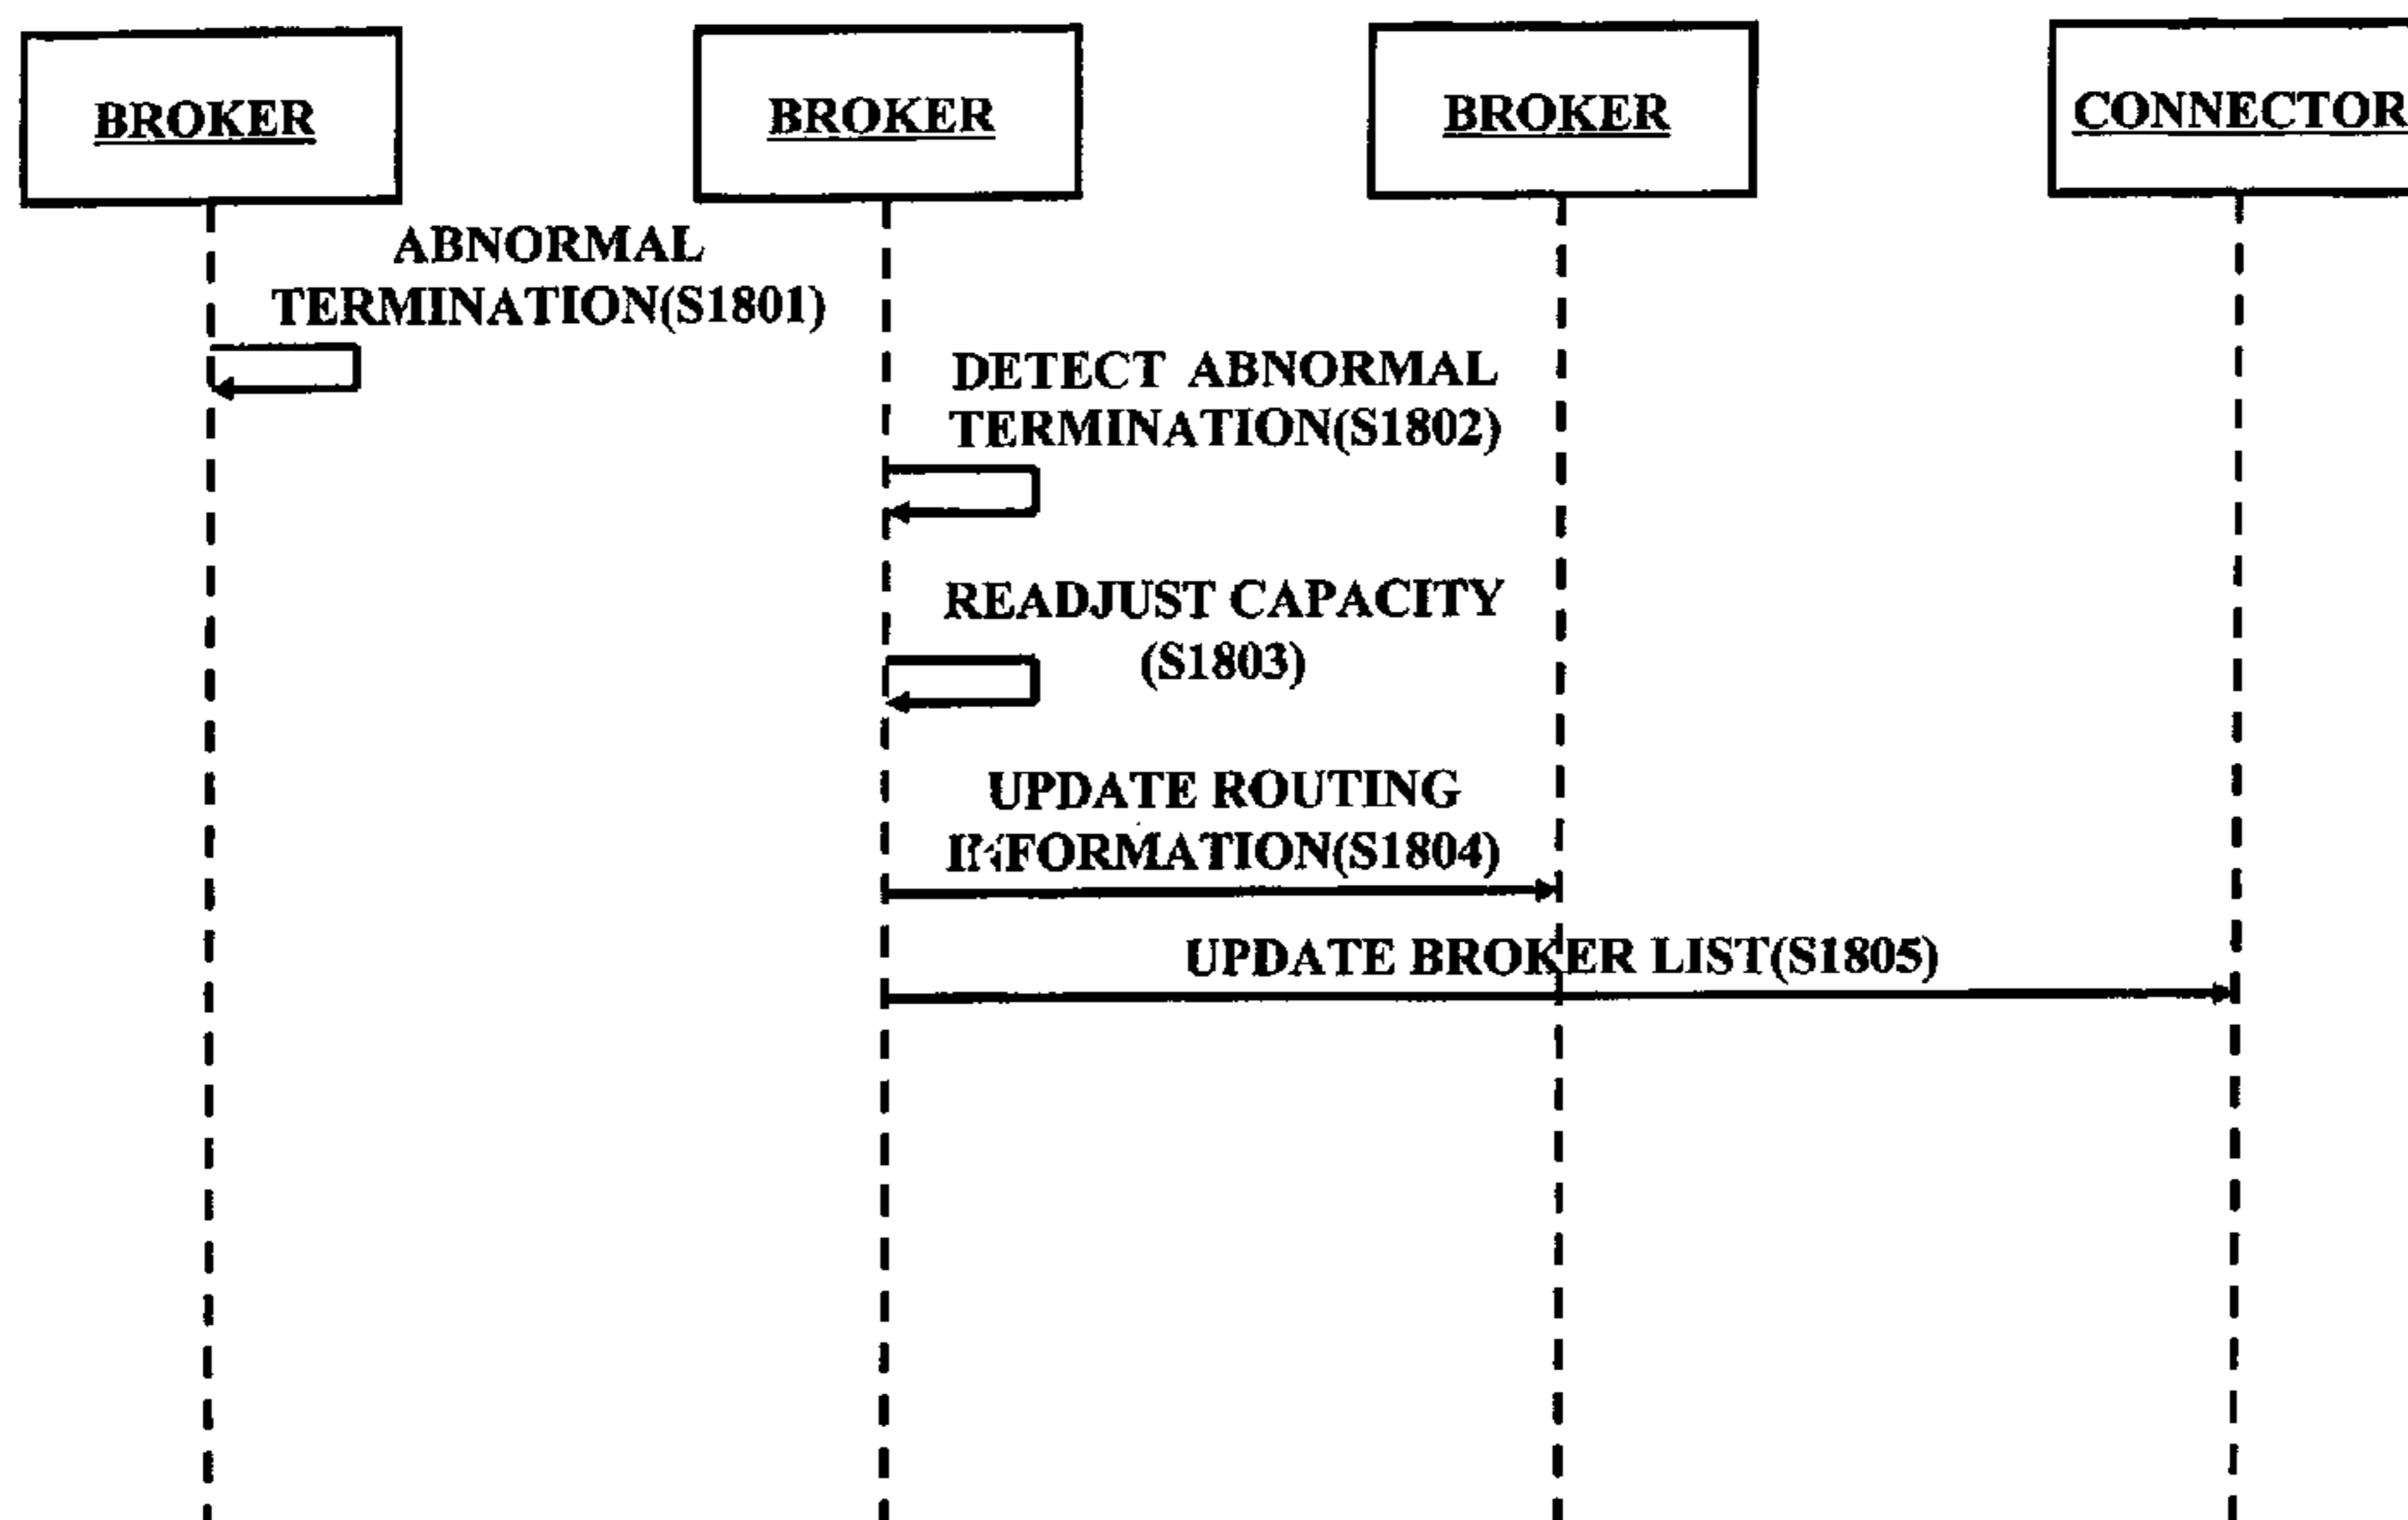 BROKER
BROKER
BROKER
CONNECTOR
ABNORMAL
TERMINATION(S1801)
DETECT ABNORMAL
TERMINATION(S1802)
READJUST CAPACITY
(S1803)
UPDATE ROUTING
INFORMATION(S1804)
UPDATE BROKER LIST(S1805)